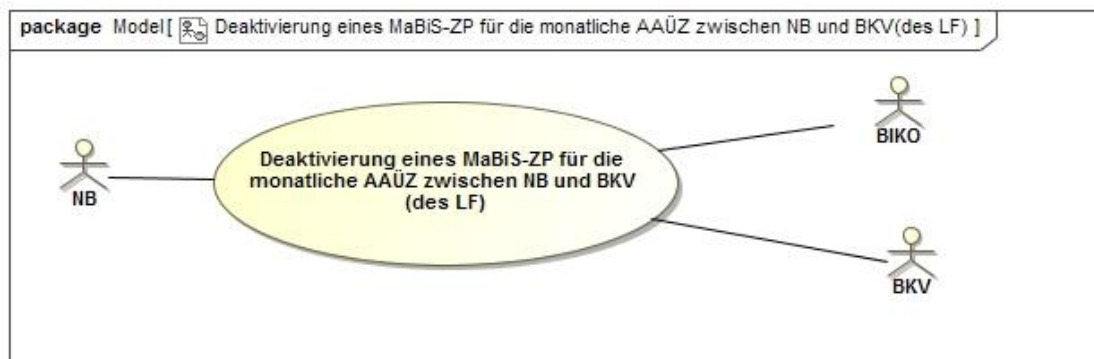 package Model[ Deaktivierung eines MaBiS-ZP für die monatliche AAÜZ zwischen NB und BKV(des LF) ]
BIKO
Deaktivierung eines MaBiS-ZP für die
monatliche AAÜZ zwischen NB und BKV
(des LF)
NB
BKV